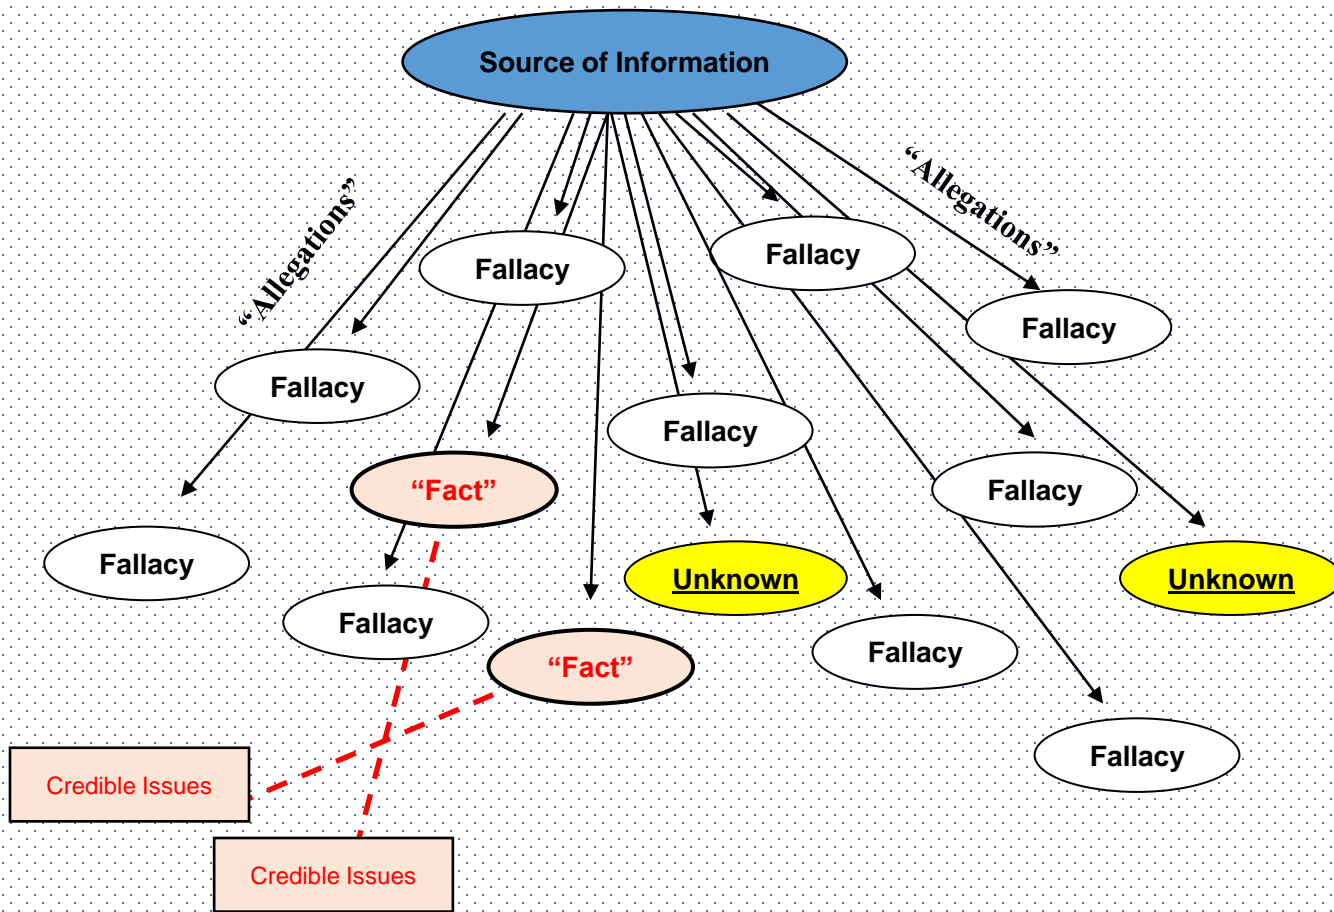 Source of Information
“Allegations”
“Allegations”
Fallacy
Fallacy
Fallacy
Fallacy
Fallacy
“Fact”
Fallacy
Fallacy
Unknown
Unknown
Fallacy
Fallacy
“Fact”
Fallacy
Fallacy
Credible Issues
Credible Issues